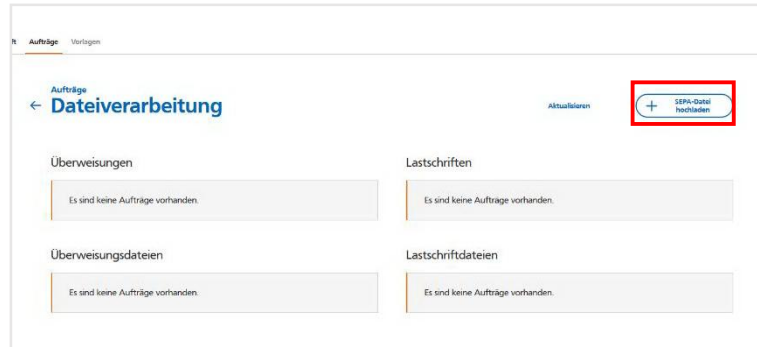 ft Aufträge Vorlagen
Aufträge
← Dateiverarbeitung
Aktualisieren
+ SEPA-Datei
hochladen
Überweisungen
Lastschriften
Es sind keine Aufträge vorhanden.
Es sind keine Aufträge vorhanden.
Überweisungsdateien
Lastschriftdateien
Es sind keine Aufträge vorhanden.
Es sind keine Aufträge vorhanden.